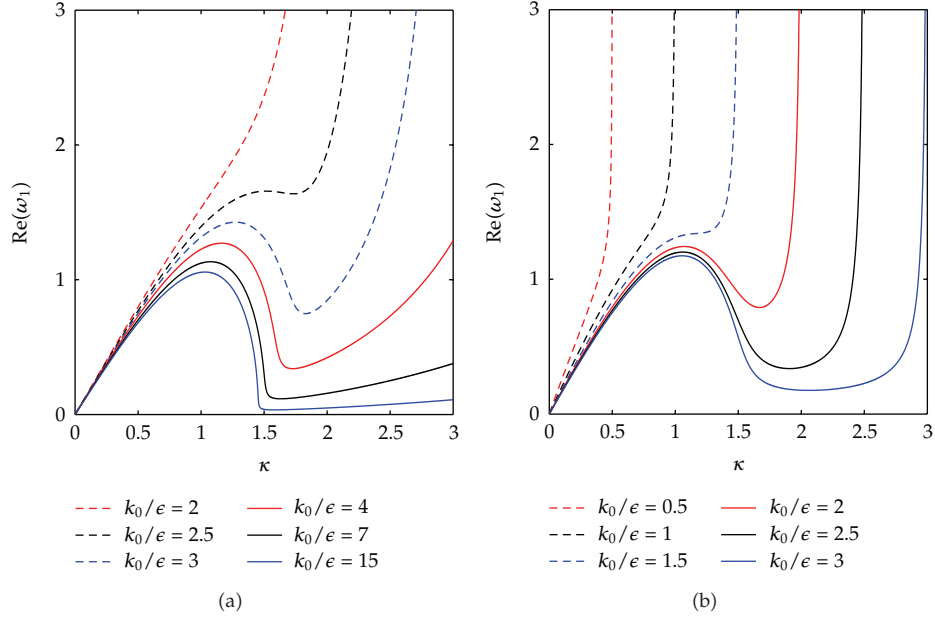 3
2
1
0
Re(ω₁)
0 0.5 1 1.5 2 2.5 3
κ
k₀/ϵ = 2
k₀/ϵ = 2.5
k₀/ϵ = 3
k₀/ϵ = 4
k₀/ϵ = 7
k₀/ϵ = 15
(a)
3
2
1
0
Re(ω₁)
0 0.5 1 1.5 2 2.5 3
κ
k₀/ϵ = 0.5
k₀/ϵ = 1
k₀/ϵ = 1.5
k₀/ϵ = 2
k₀/ϵ = 2.5
k₀/ϵ = 3
(b)